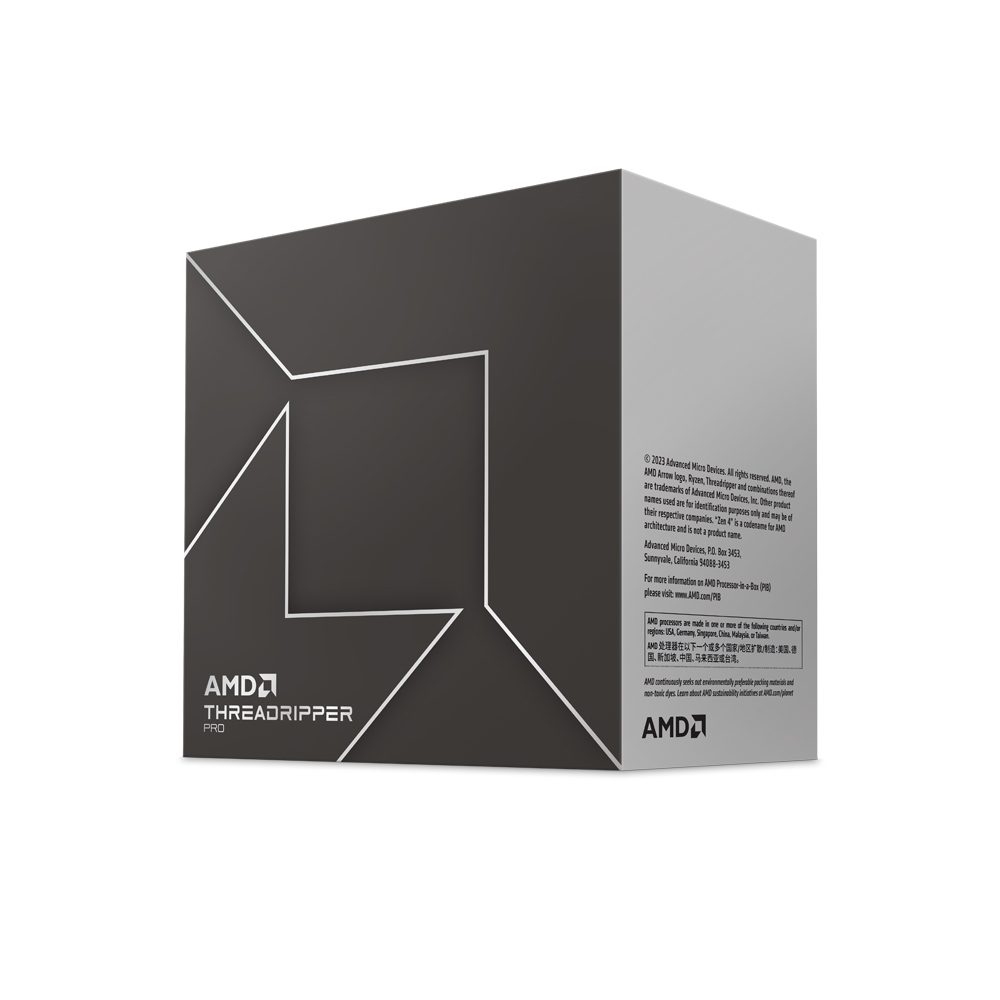 AMD
THREADRIPPER
PRO
© 2023 Advanced Micro Devices. All rights reserved. AMD, the
AMD Arrow logo, Ryzen, Threadripper and combinations thereof
are trademarks of Advanced Micro Devices, Inc. Other product
names used are for identification purposes only and may be of
their respective companies. "Zen 4" is a codename for AMD
architecture and is not a product name.
Advanced Micro Devices, P.O. Box 3453,
Sunnyvale, California 94088-3453
For more information on AMD Processor-in-a-Box (PIB)
please visit: www.AMD.com/PIB
AMD processors are made in one or more of the following countries and/or
regions: USA, Germany, Singapore, China, Malaysia, or Taiwan.
AMD 处理器在以下一个或多个国家/地区扩散/制造：美国、德
国、新加坡、中国、马来西亚或台湾。
AMD continuously seeks out environmentally preferable packing materials and
non-toxic dyes. Learn about AMD sustainability initiatives at AMD.com/planet
AMD